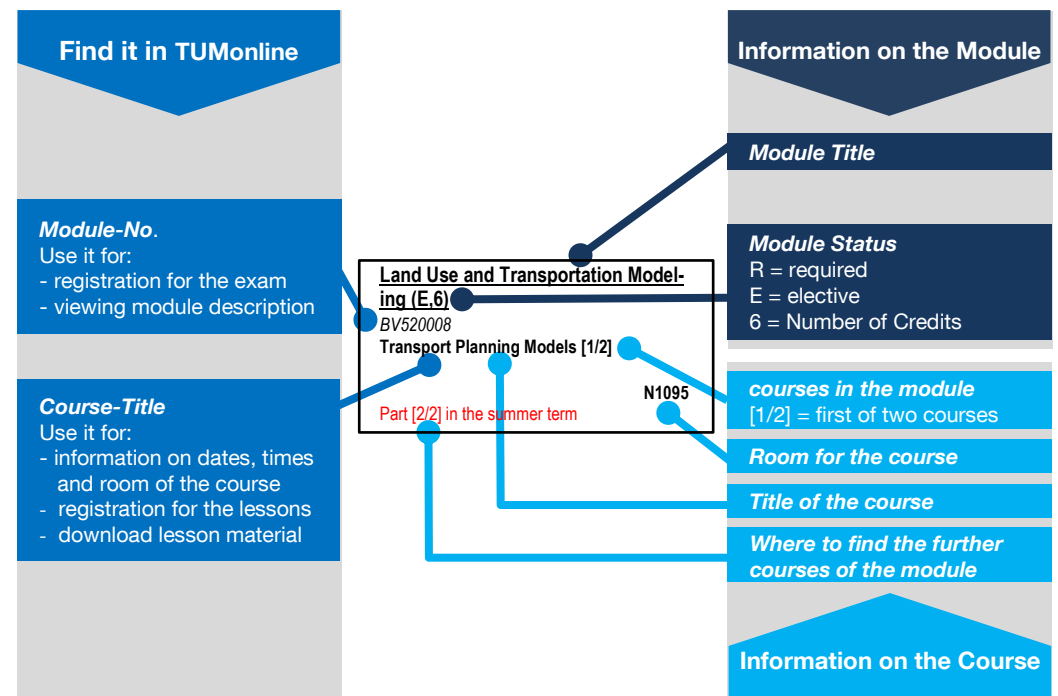 Find it in TUMonline
Module-No.
Use it for:
- registration for the exam
- viewing module description
Course-Title
Use it for:
- information on dates, times
and room of the course
- registration for the lessons
- download lesson material
Land Use and Transportation Model-
ing (E,6)
BV520008
Transport Planning Models [1/2]
N1095
Part [2/2] in the summer term
Information on the Module
Module Title
Module Status
R = required
E = elective
6 = Number of Credits
courses in the module
[1/2] = first of two courses
Room for the course
Title of the course
Where to find the further
courses of the module
Information on the Course